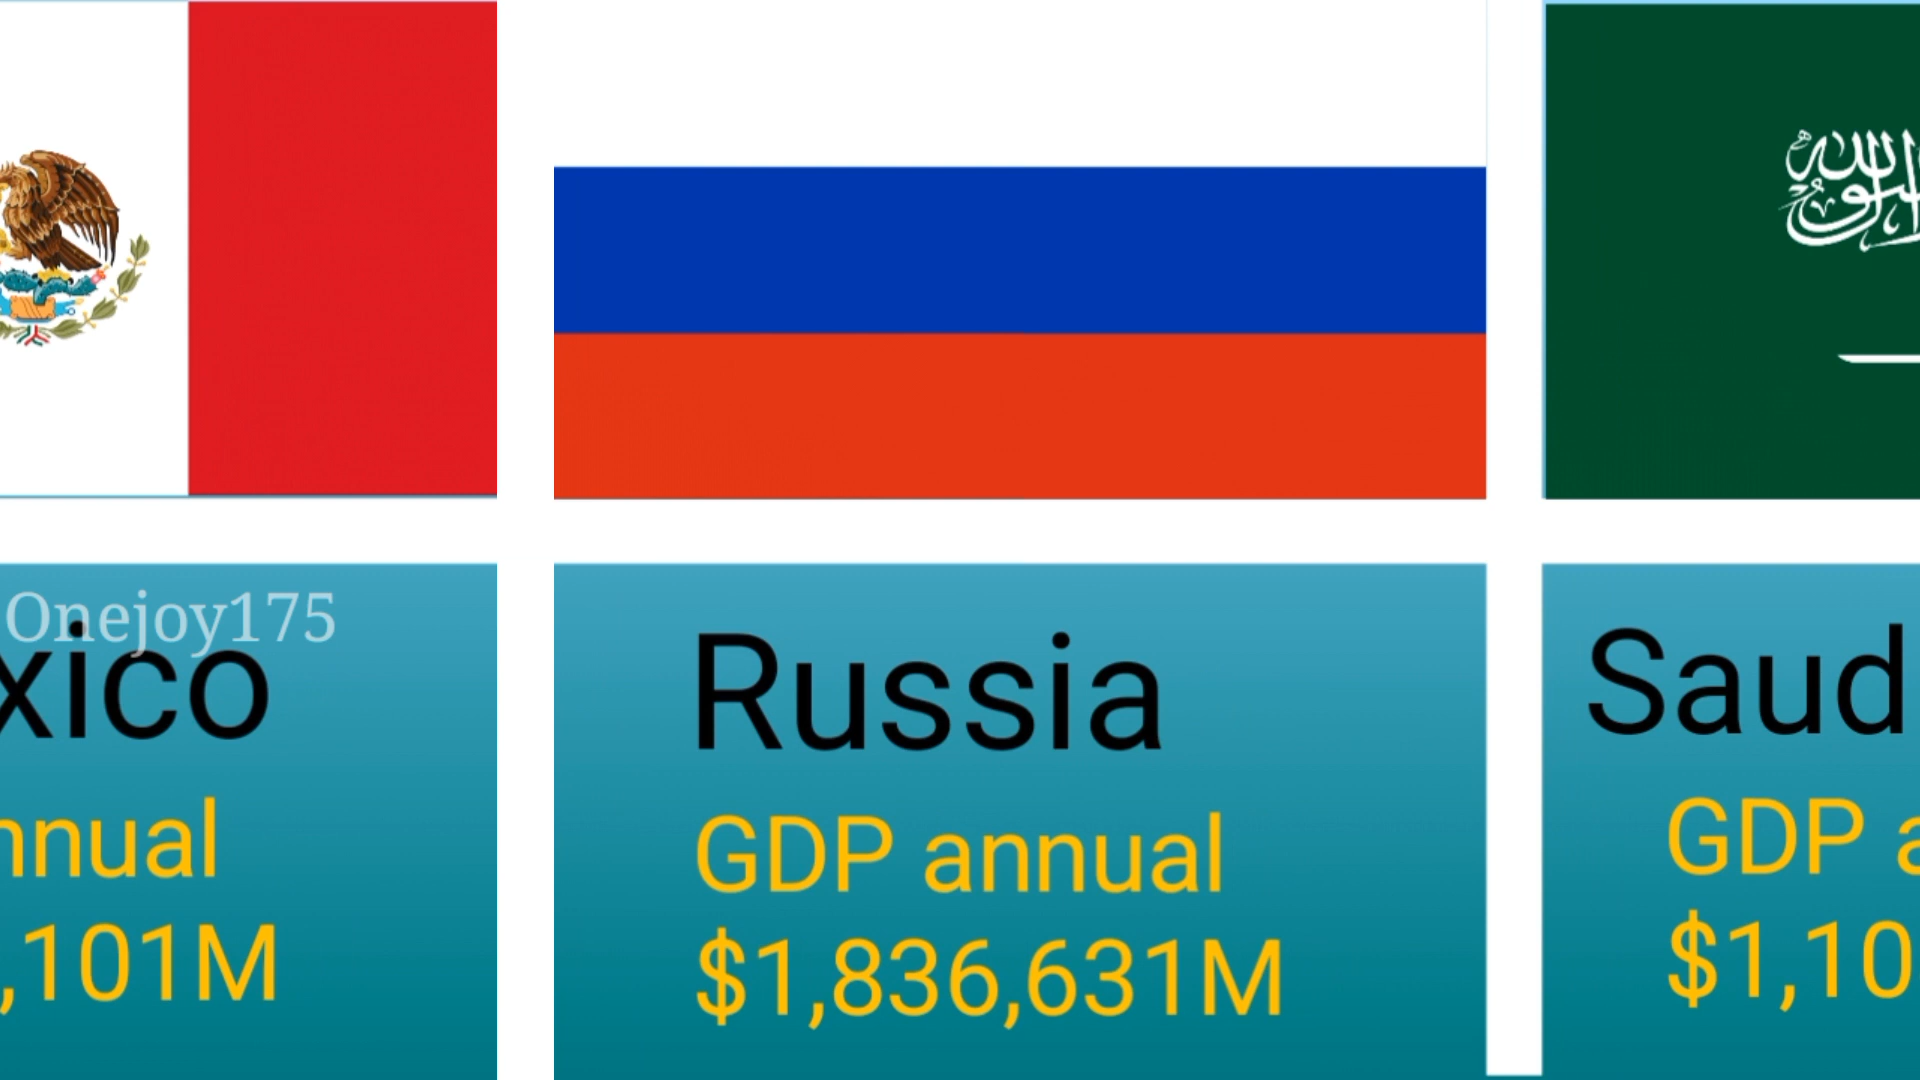 Onejoy175
xico
nnual
,101M
Russia
GDP annual
$1,836,631M
Saud
GDP a
$1,10